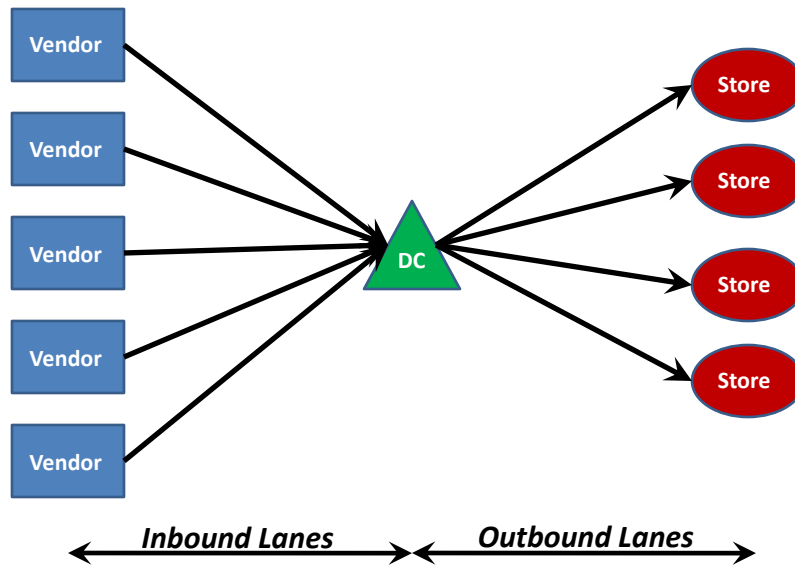 Vendor
Vendor
Vendor
Vendor
Vendor
DC
Store
Store
Store
Store
Inbound Lanes
Outbound Lanes